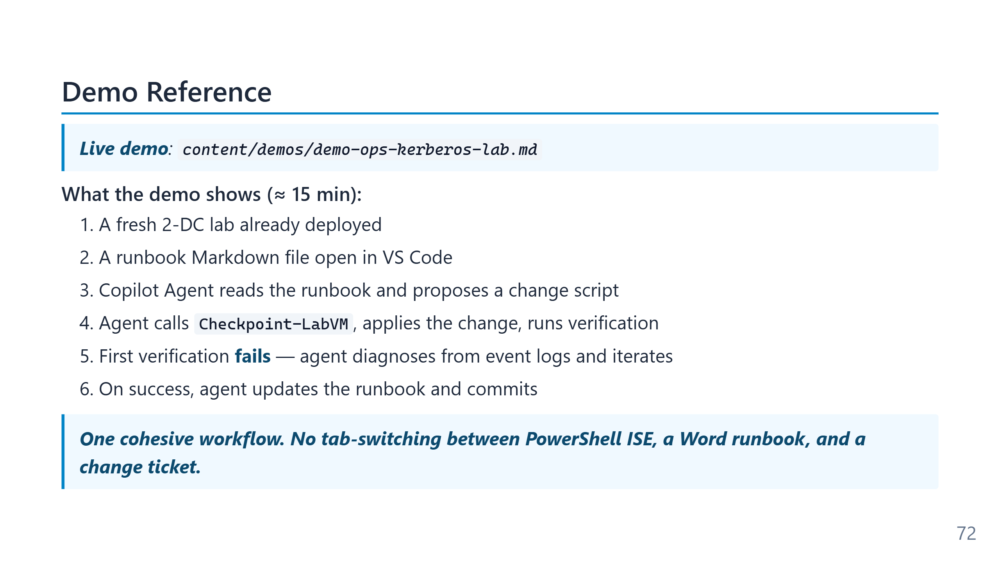 Demo Reference
Live demo: content/demos/demo-ops-kerberos-lab.md
What the demo shows (≈ 15 min):
1. A fresh 2-DC lab already deployed
2. A runbook Markdown file open in VS Code
3. Copilot Agent reads the runbook and proposes a change script
4. Agent calls Checkpoint-LabVM, applies the change, runs verification
5. First verification fails — agent diagnoses from event logs and iterates
6. On success, agent updates the runbook and commits
One cohesive workflow. No tab-switching between PowerShell ISE, a Word runbook, and a
change ticket.
72